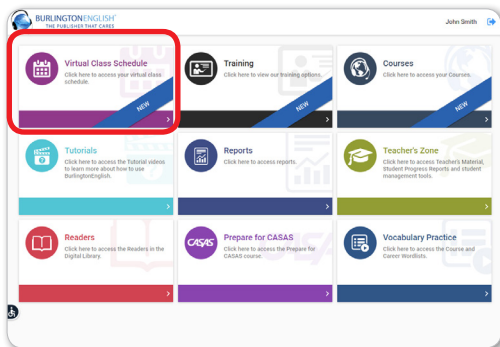 BURLINGTONENGLISH
THE PUBLISHER THAT CARES
John Smith
Virtual Class Schedule
Click here to access your virtual class
schedule.
NEW
Training
Click here to view our training options.
NEW
Courses
Click here to access your Courses.
NEW
Tutorials
Click here to access the Tutorial videos
to learn more about how to use
BurlingtonEnglish.
Reports
Click here to access reports.
Teacher's Zone
Click here to access Teacher's Material,
Student Progress Reports and student
management tools.
Readers
Click here to access the Readers in the
Digital Library.
CASAS
Prepare for CASAS
Click here to access the Prepare for
CASAS course.
Vocabulary Practice
Click here to access the Course and
Career Wordlists.